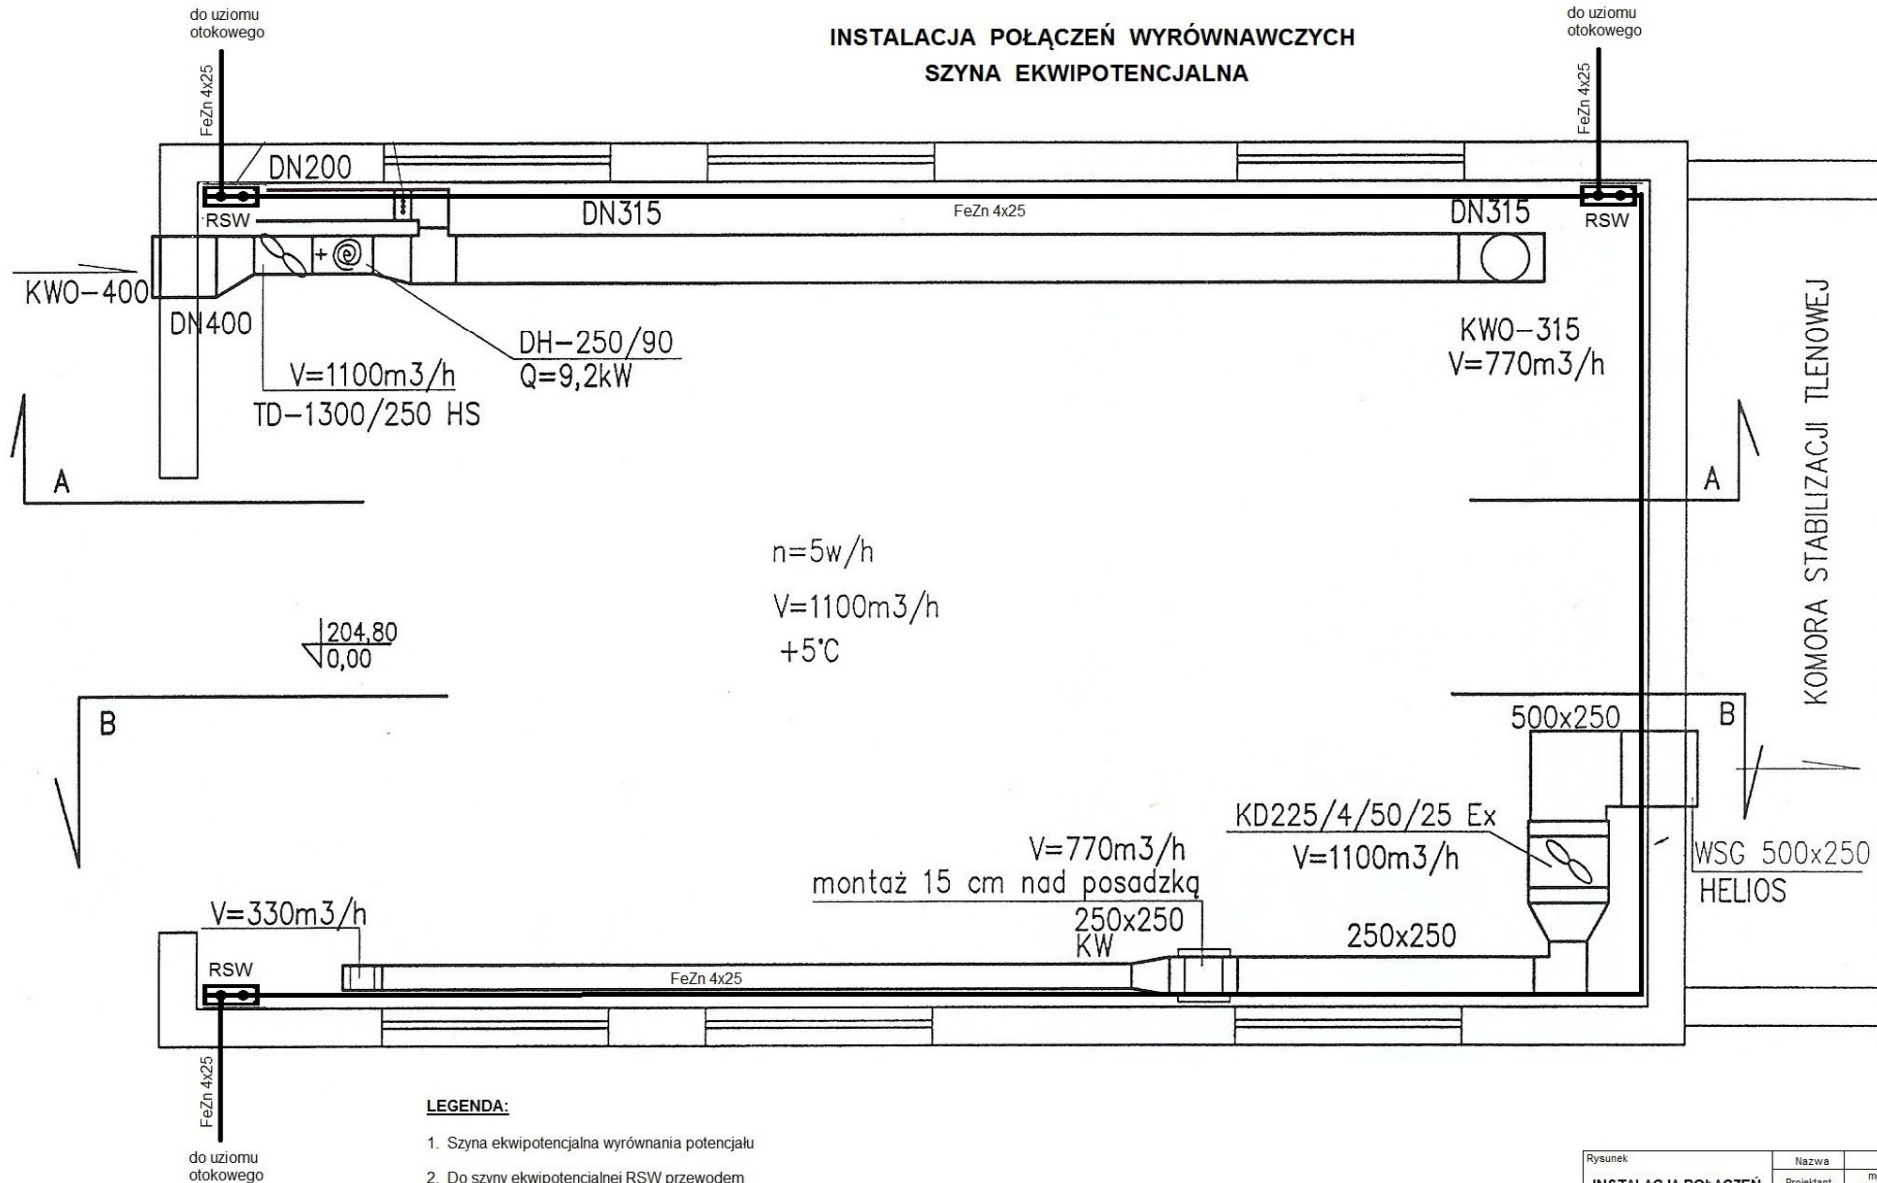 do uziomu
otokowego
INSTALACJA POŁĄCZEŃ WYRÓWNAWCZYCH
SZYNA EKWIPOTENCJALNA
do uziomu
otokowego
FeZn 4x25
FeZn 4x25
DN200
RSW
DN315
FeZn 4x25
DN315
RSW
KWO-400
DN400
+
DH-250/90
Q=9,2kW
V=1100m3/h
TD-1300/250 HS
KWO-315
V=770m3/h
KOMORA STABILIZACJI TLENOWEJ
A
A
n=5w/h
V=1100m3/h
+5°C
204,80
0,00
B
B
500x250
KD225/4/50/25 Ex
V=1100m3/h
V=770m3/h
montaż 15 cm nad posadzką
250x250
KW
250x250
WSG 500x250
HELIOS
V=330m3/h
RSW
FeZn 4x25
FeZn 4x25
do uziomu
otokowego
LEGENDA:
1. Szyna ekwipotencjalna wyrównania potencjału
2. Do szyny ekwipotencjalnej RSW przewodem
Rysunek
Nazwa
INSTALACJA POŁĄCZEŃ
Projektant